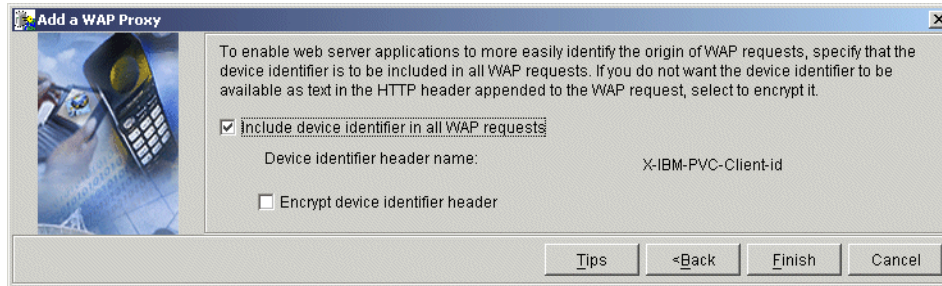 Add a WAP Proxy
To enable web server applications to more easily identify the origin of WAP requests, specify that the
device identifier is to be included in all WAP requests. If you do not want the device identifier to be
available as text in the HTTP header appended to the WAP request, select to encrypt it.
Include device identifier in all WAP requests
Device identifier header name: X-IBM-PVC-Client-id
Encrypt device identifier header
Tips <Back Finish Cancel